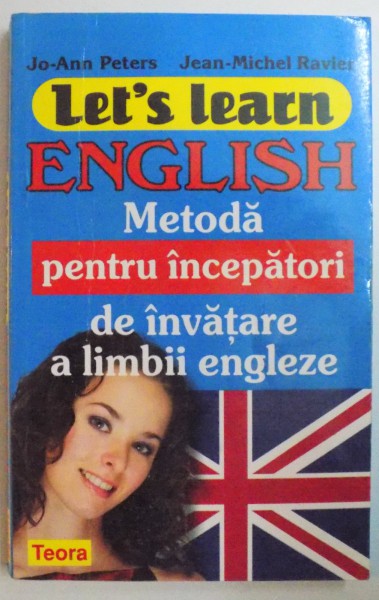 Jo-Ann Peters Jean-Michel Ravier
Let's learn
ENGLISH
Metodă
pentru începători
de învățare
a limbii engleze
Teora